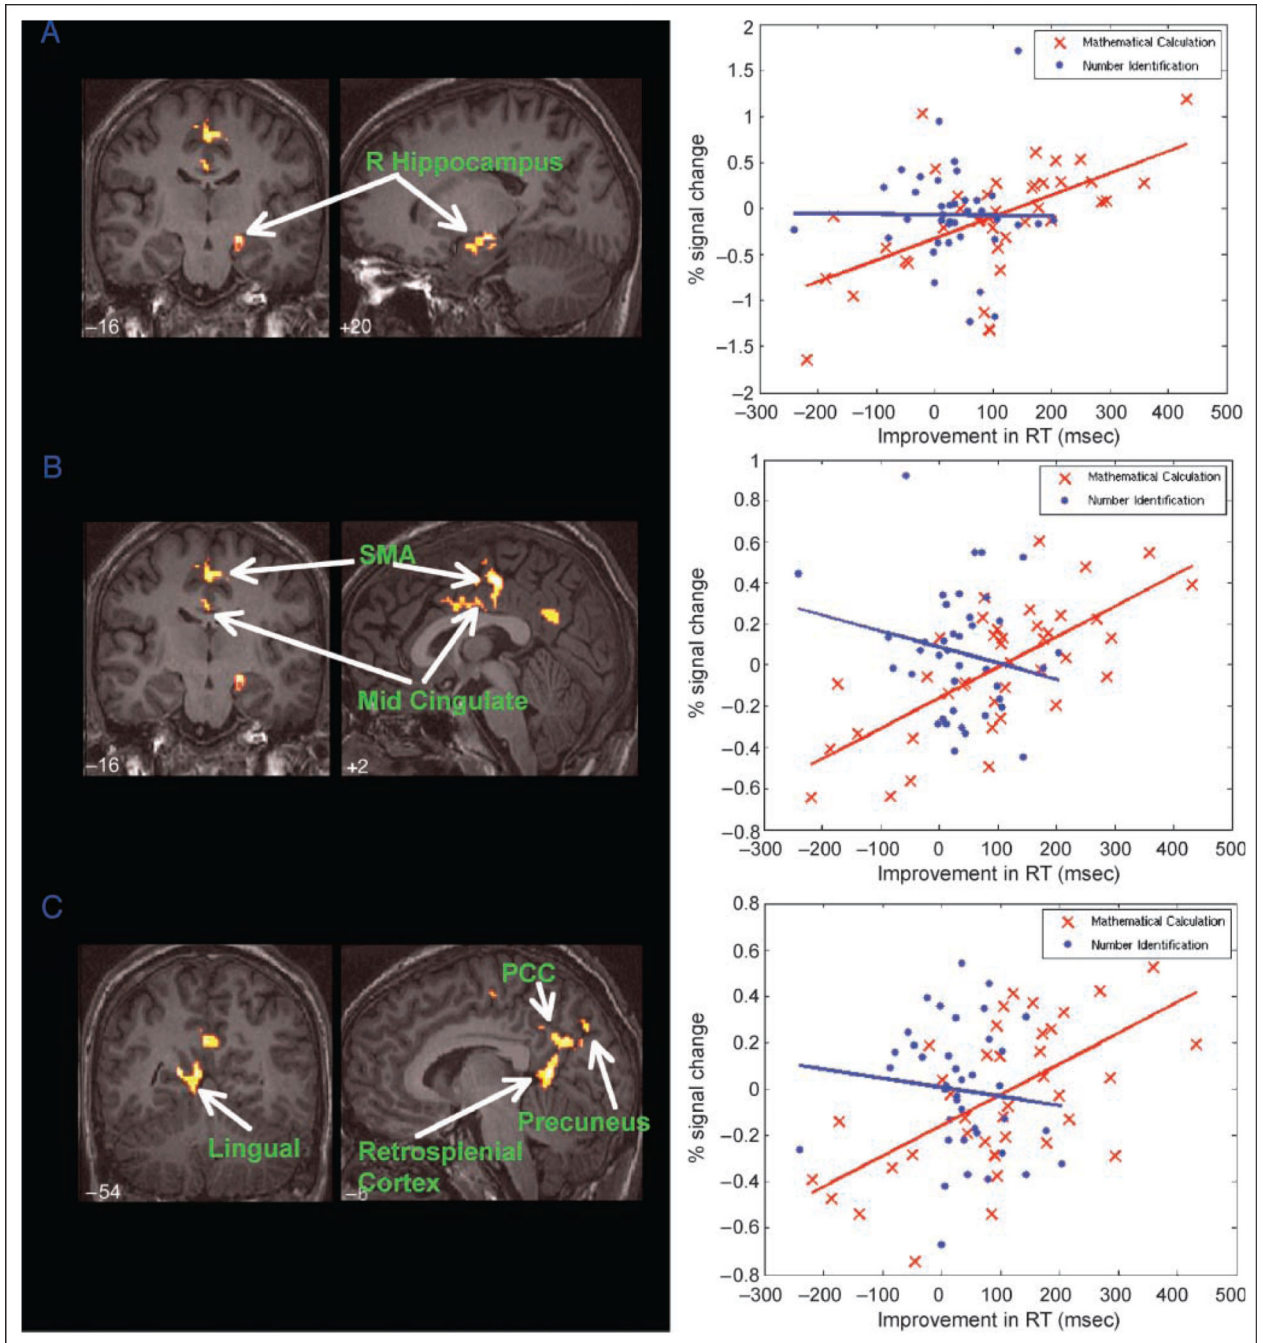 A
R Hippocampus
−16
+20
2
1.5
1
0.5
0
−0.5
−1
−1.5
−2
% signal change
Mathematical Calculation
Number Identification
−300 −200 −100 0 100 200 300 400 500
Improvement in RT (msec)
B
SMA
Mid Cingulate
−16
+2
1
0.8
0.6
0.4
0.2
0
−0.2
−0.4
−0.6
−0.8
% signal change
Mathematical Calculation
Number Identification
−300 −200 −100 0 100 200 300 400 500
Improvement in RT (msec)
C
PCC
Precuneus
Lingual
Retrosplenial
Cortex
−54
−6
0.8
0.6
0.4
0.2
0
−0.2
−0.4
−0.6
−0.8
% signal change
Mathematical Calculation
Number Identification
−300 −200 −100 0 100 200 300 400 500
Improvement in RT (msec)